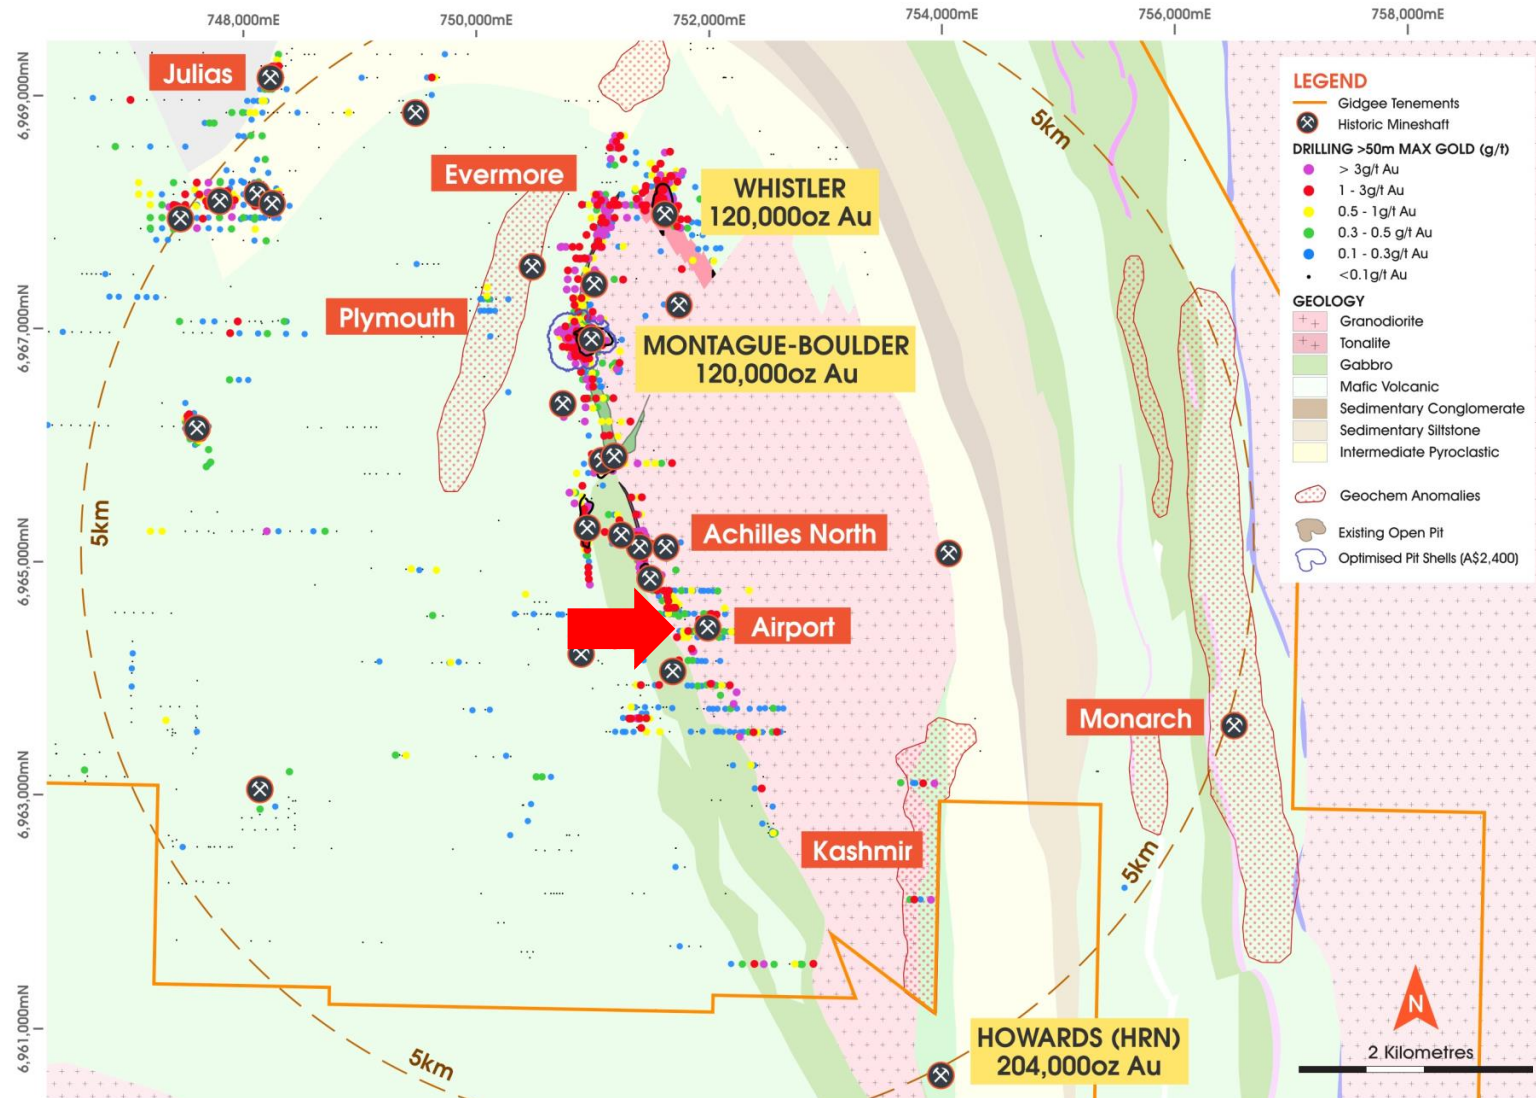 748,000mE
750,000mE
752,000mE
754,000mE
756,000mE
758,000mE
6,969,000mN
6,967,000mN
6,965,000mN
6,963,000mN
6,961,000mN
Julias
Evermore
WHISTLER
120,000oz Au
Plymouth
MONTAGUE-BOULDER
120,000oz Au
Achilles North
Airport
Monarch
Kashmir
HOWARDS (HRN)
204,000oz Au
5km
5km
5km
5km
LEGEND
Gidgee Tenements
Historic Mineshaft
DRILLING >50m MAX GOLD (g/t)
> 3g/t Au
1 - 3g/t Au
0.5 - 1g/t Au
0.3 - 0.5 g/t Au
0.1 - 0.3g/t Au
<0.1g/t Au
GEOLOGY
Granodiorite
Tonalite
Gabbro
Mafic Volcanic
Sedimentary Conglomerate
Sedimentary Siltstone
Intermediate Pyroclastic
Geochem Anomalies
Existing Open Pit
Optimised Pit Shells (A$2,400)
N
2 Kilometres